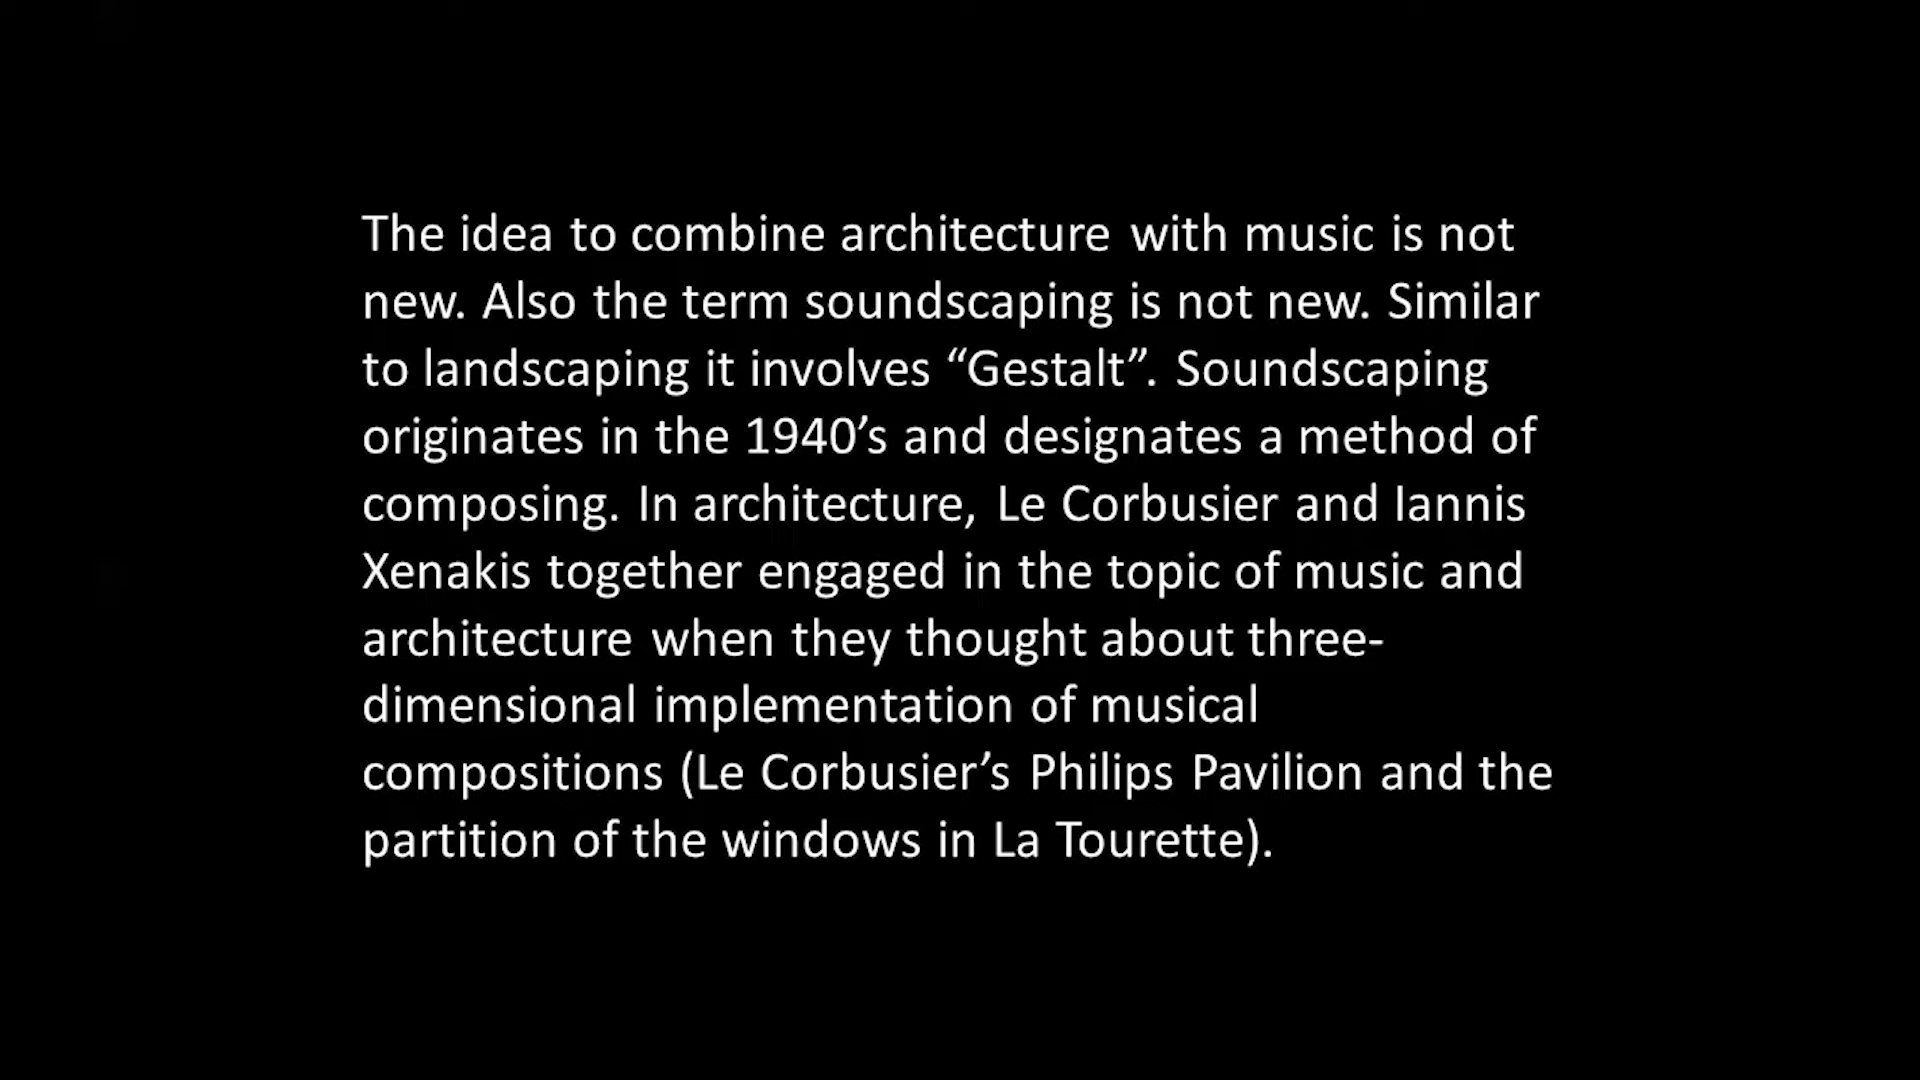 The idea to combine architecture with music is not
new. Also the term soundscaping is not new. Similar
to landscaping it involves “Gestalt”. Soundscaping
originates in the 1940’s and designates a method of
composing. In architecture, Le Corbusier and Iannis
Xenakis together engaged in the topic of music and
architecture when they thought about three-
dimensional implementation of musical
compositions (Le Corbusier’s Philips Pavilion and the
partition of the windows in La Tourette).